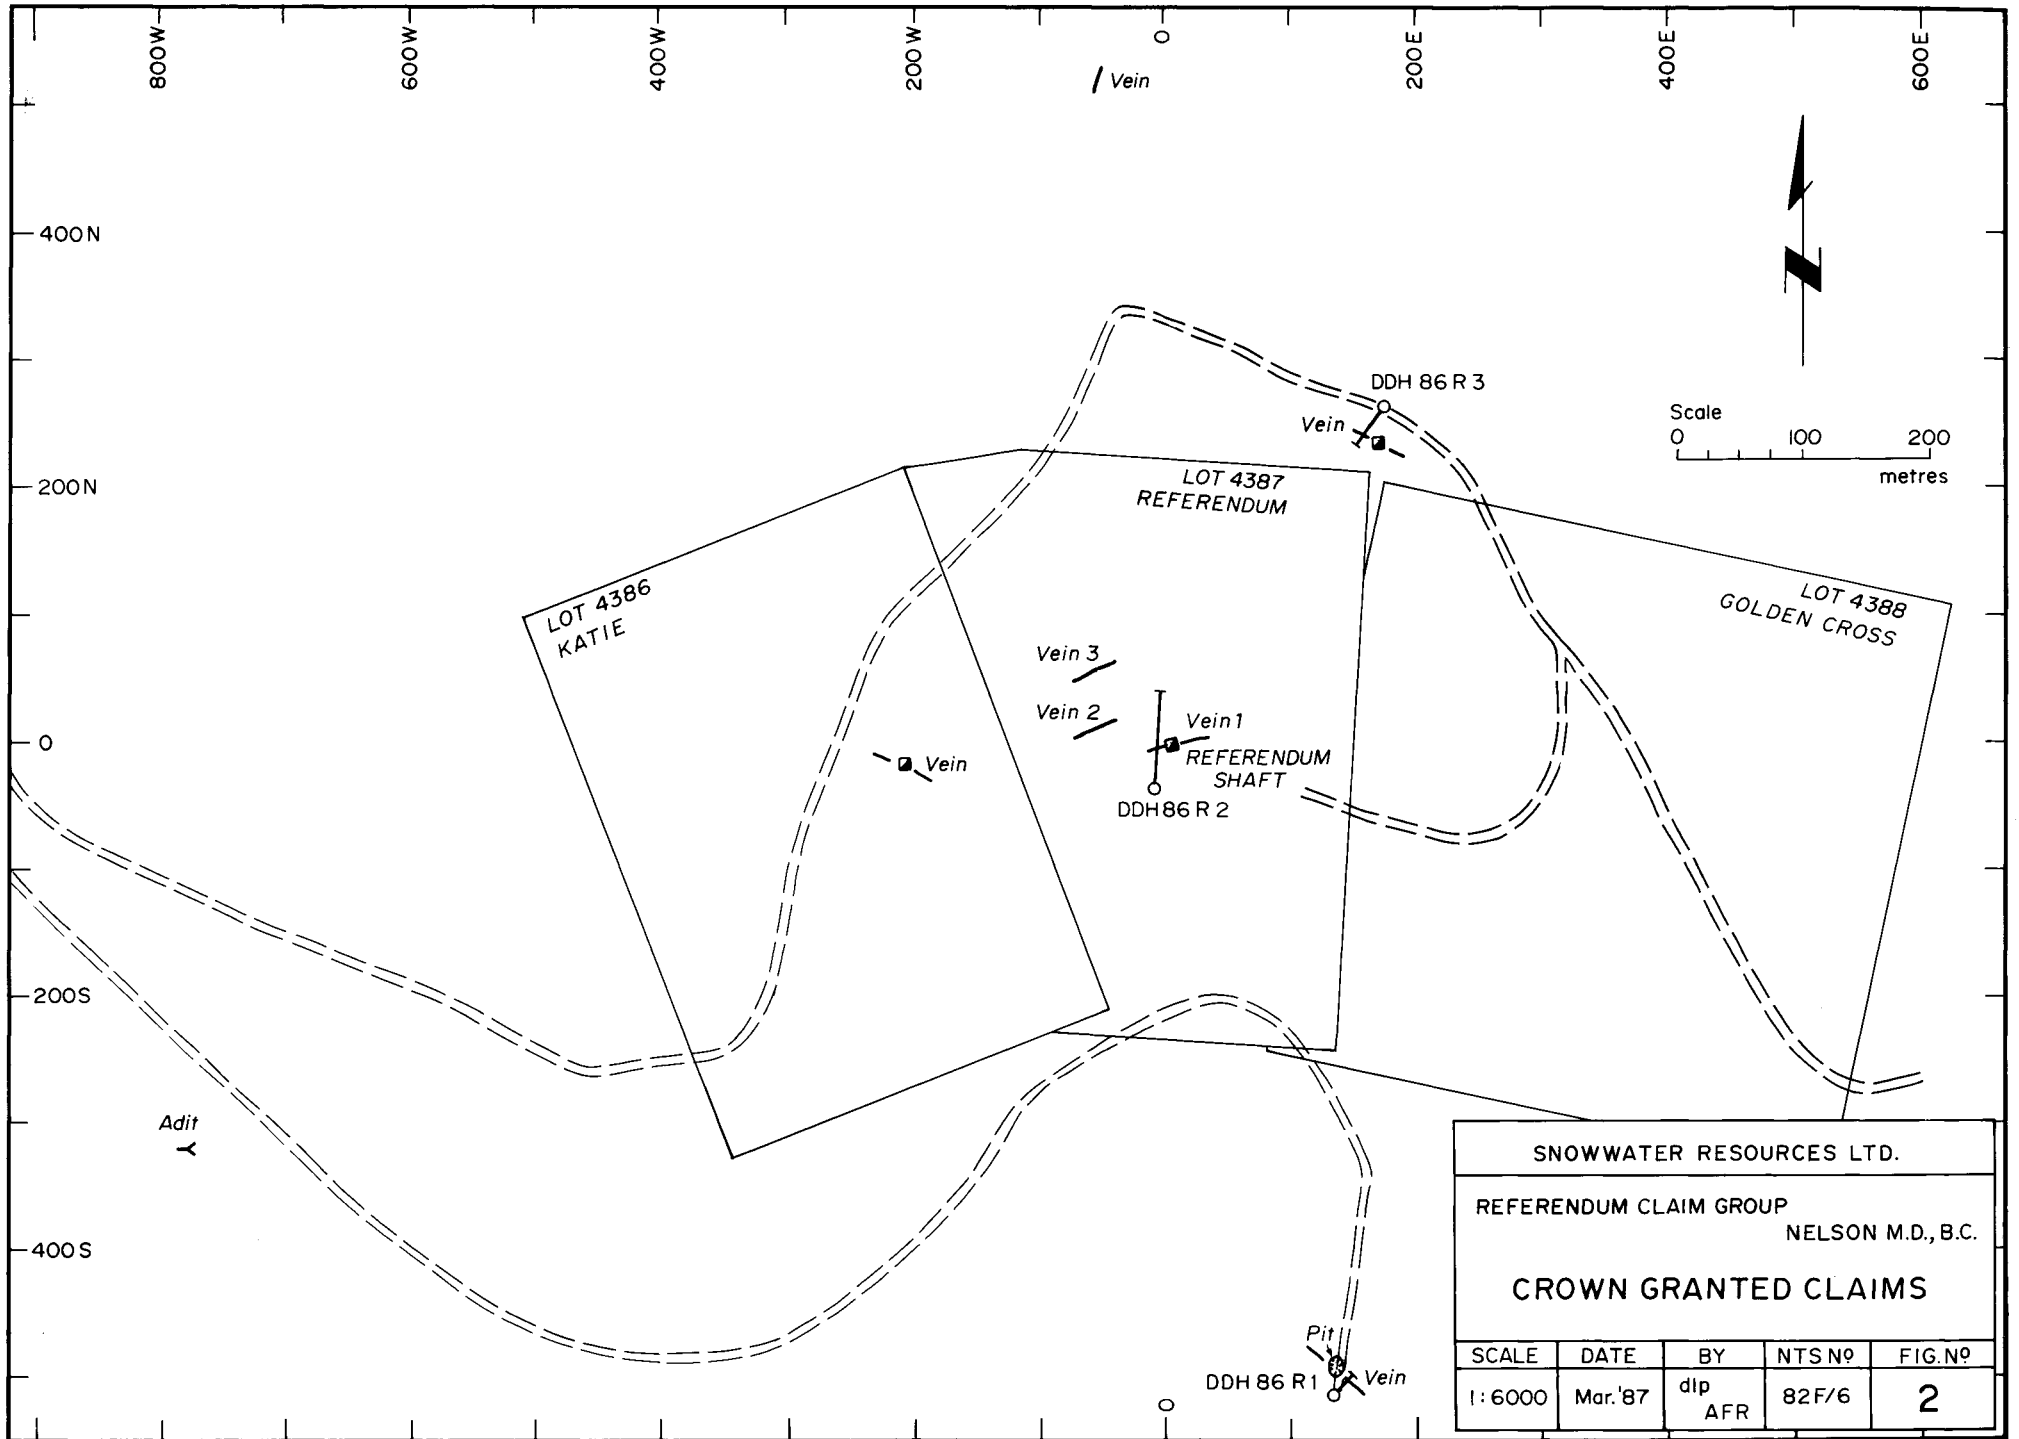 800W
600W
400W
200W
0
200E
400E
600E
Vein
400N
DDH 86 R 3
Vein
Scale
0 100 200
metres
200N
LOT 4387
REFERENDUM
LOT 4386
KATIE
LOT 4388
GOLDEN CROSS
Vein 3
Vein 2
Vein 1
0
Vein
REFERENDUM
SHAFT
DDH 86 R 2
200S
Adit
400S
Pit
DDH 86 R 1
Vein
0
SNOWWATER RESOURCES LTD.
REFERENDUM CLAIM GROUP
NELSON M.D., B.C.
CROWN GRANTED CLAIMS
SCALE DATE BY NTS Nº FIG. Nº
1:6000 Mar. '87 dlp AFR 82F/6 2